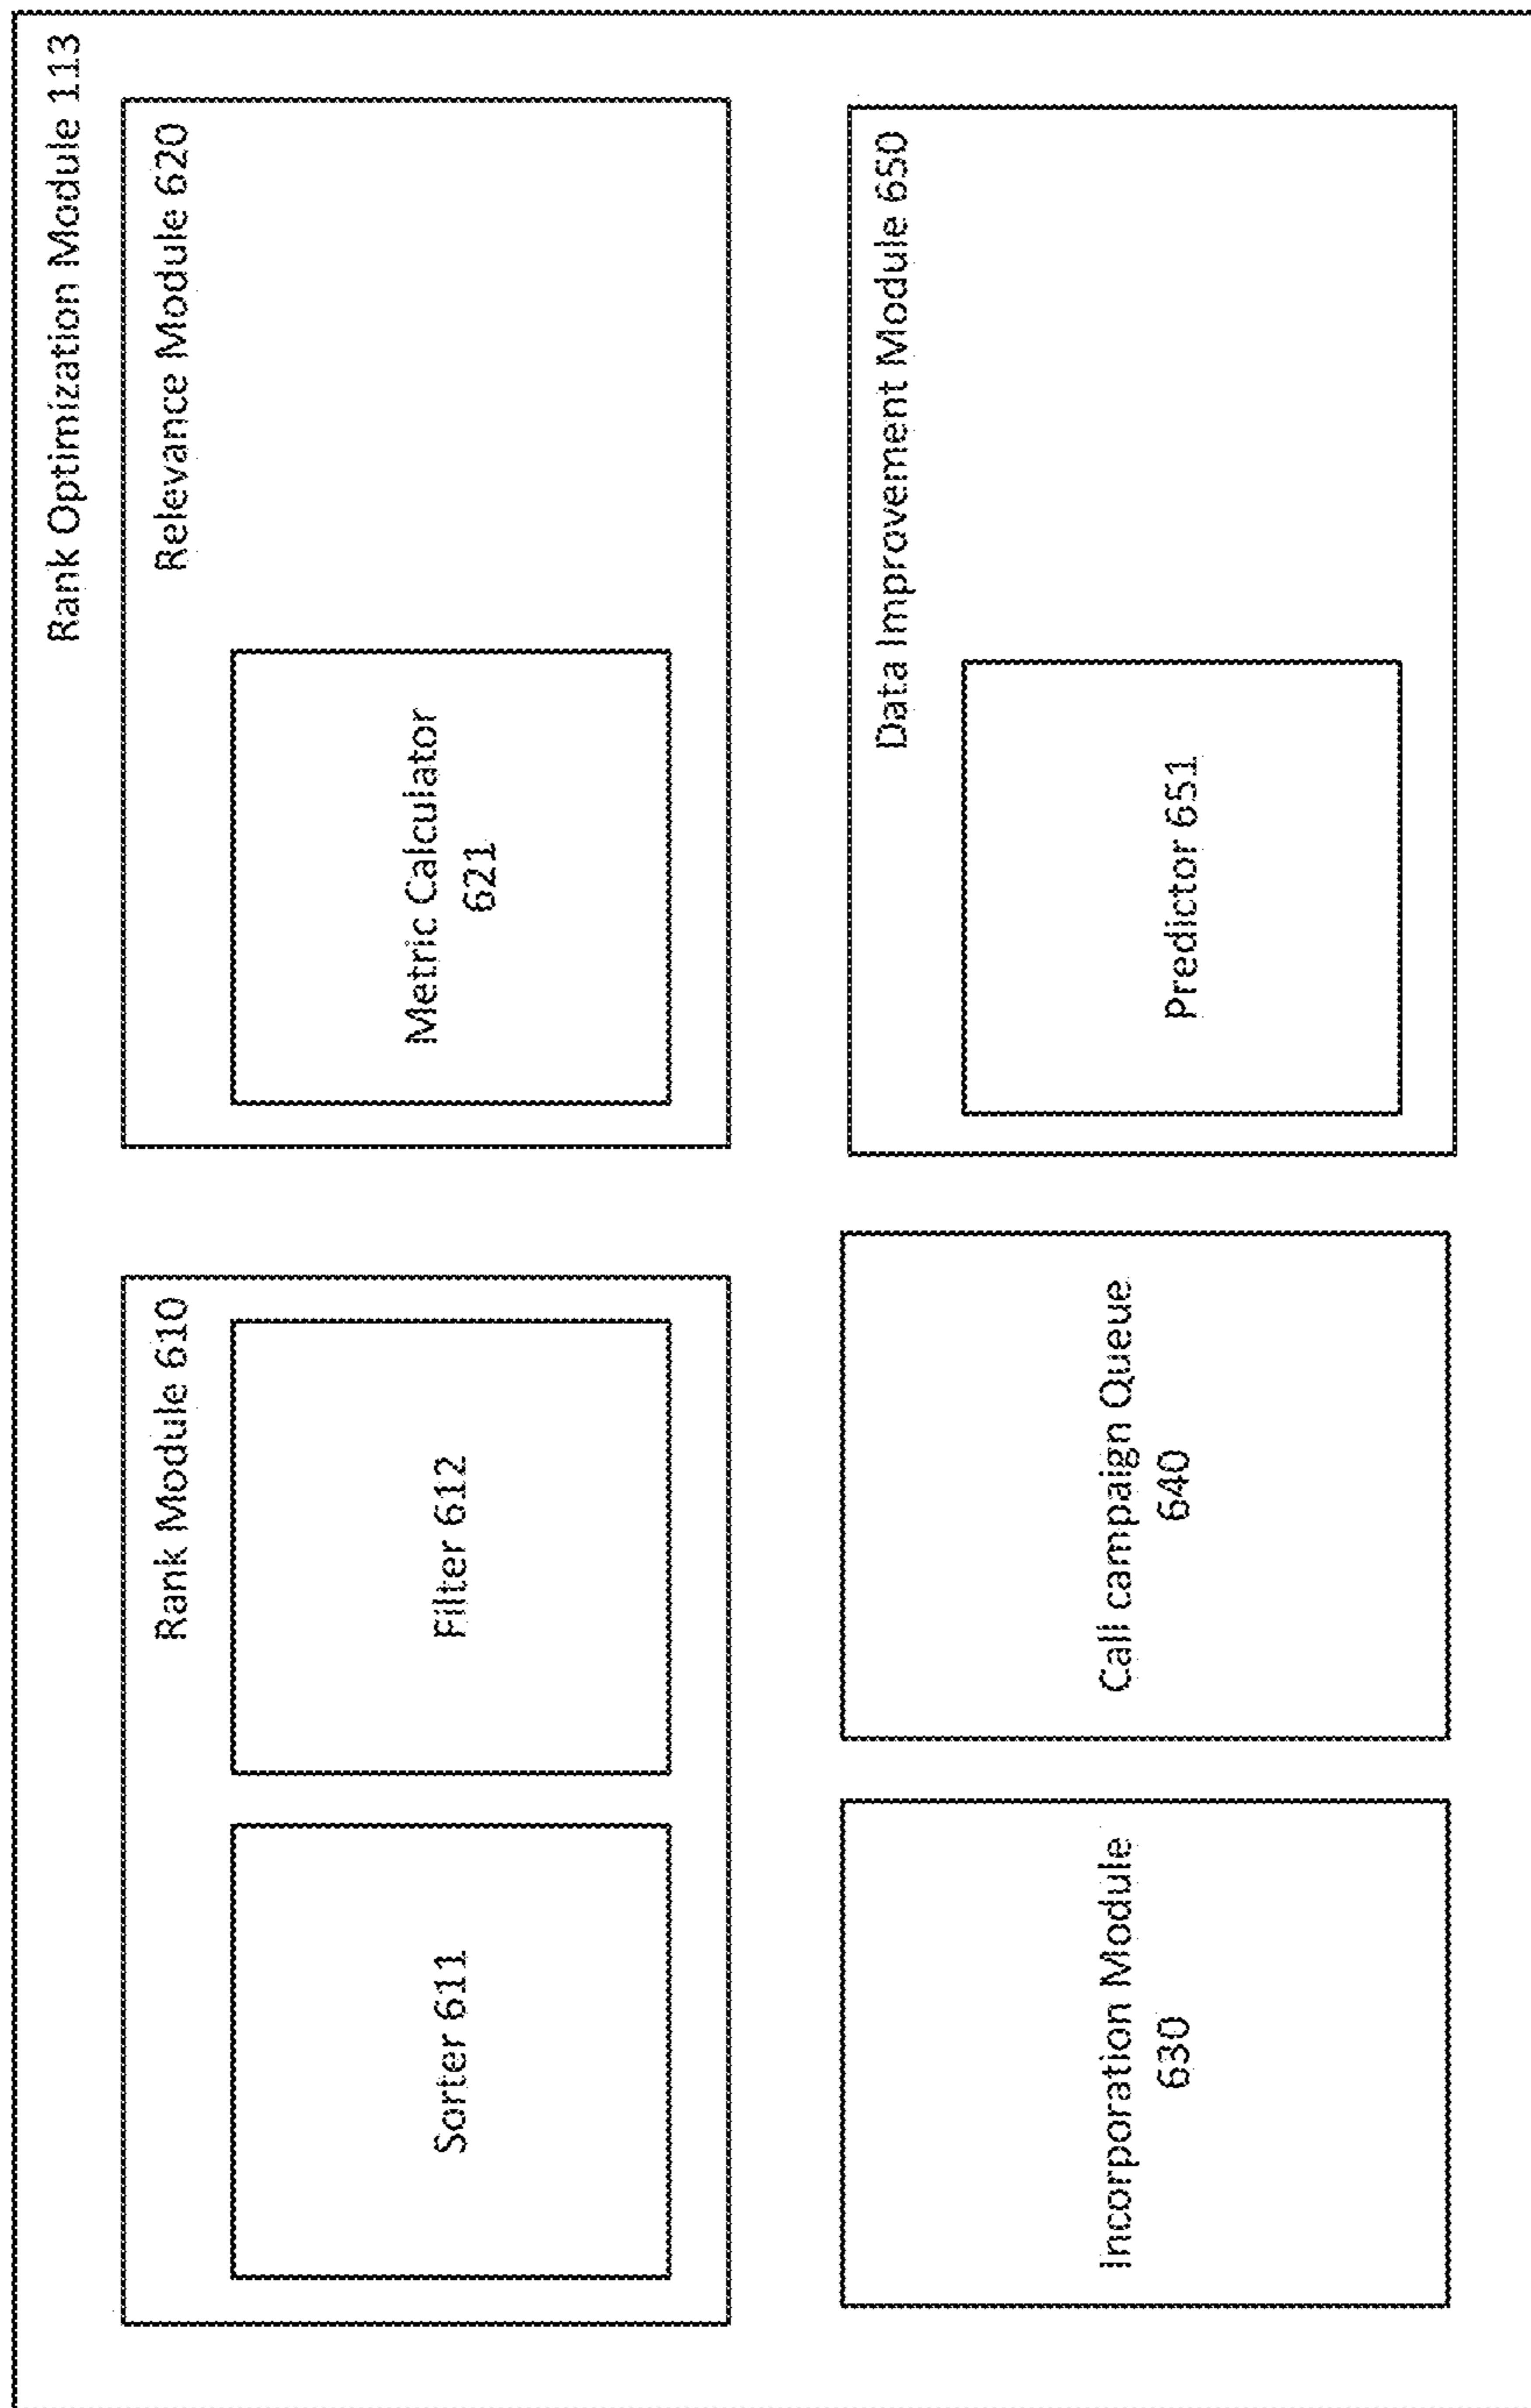 Rank Optimization Module 113
Rank Module 610
Sorter 611
Filter 612
Relevance Module 620
Metric Calculator
621
Incorporation Module
630
Call campaign Queue
640
Data Improvement Module 650
Predictor 651